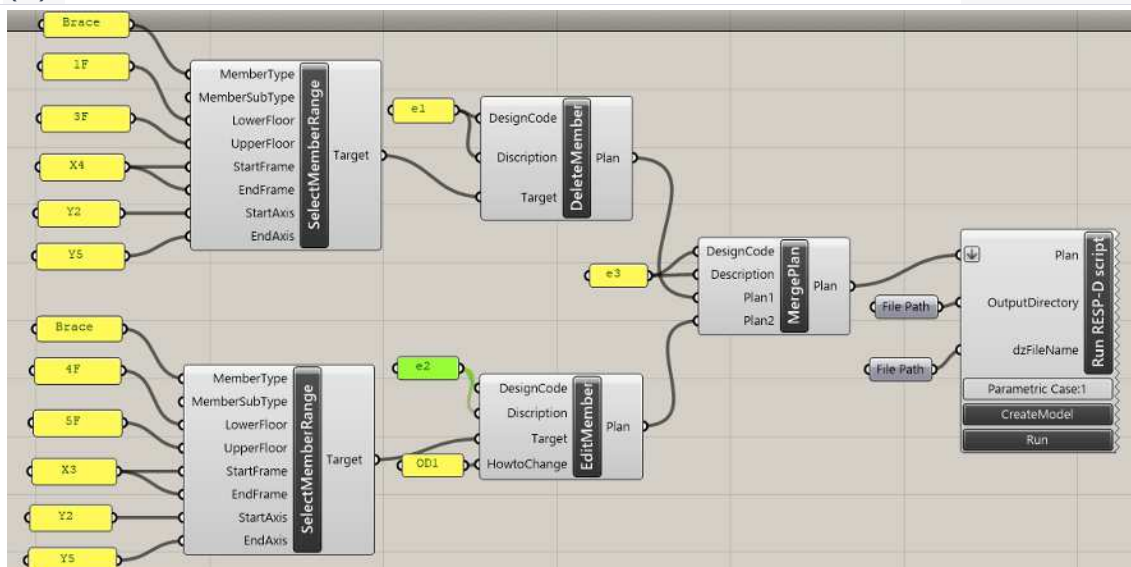 Brace
1F
3F
X4
Y2
Y5
MemberType
MemberSubType
LowerFloor
UpperFloor
StartFrame
EndFrame
StartAxis
EndAxis
SelectMemberRange
Target
e1
DesignCode
Discription
Target
DeleteMember
Plan
e3
DesignCode
Description
Plan1
Plan2
MergePlan
Plan
File Path
File Path
Plan
OutputDirectory
dzFileName
Run RESP-D script
Parametric Case:1
CreateModel
Run
Brace
4F
5F
X3
Y2
Y5
MemberType
MemberSubType
LowerFloor
UpperFloor
StartFrame
EndFrame
StartAxis
EndAxis
SelectMemberRange
Target
e2
OD1
DesignCode
Discription
Target
HowtoChange
EditMember
Plan